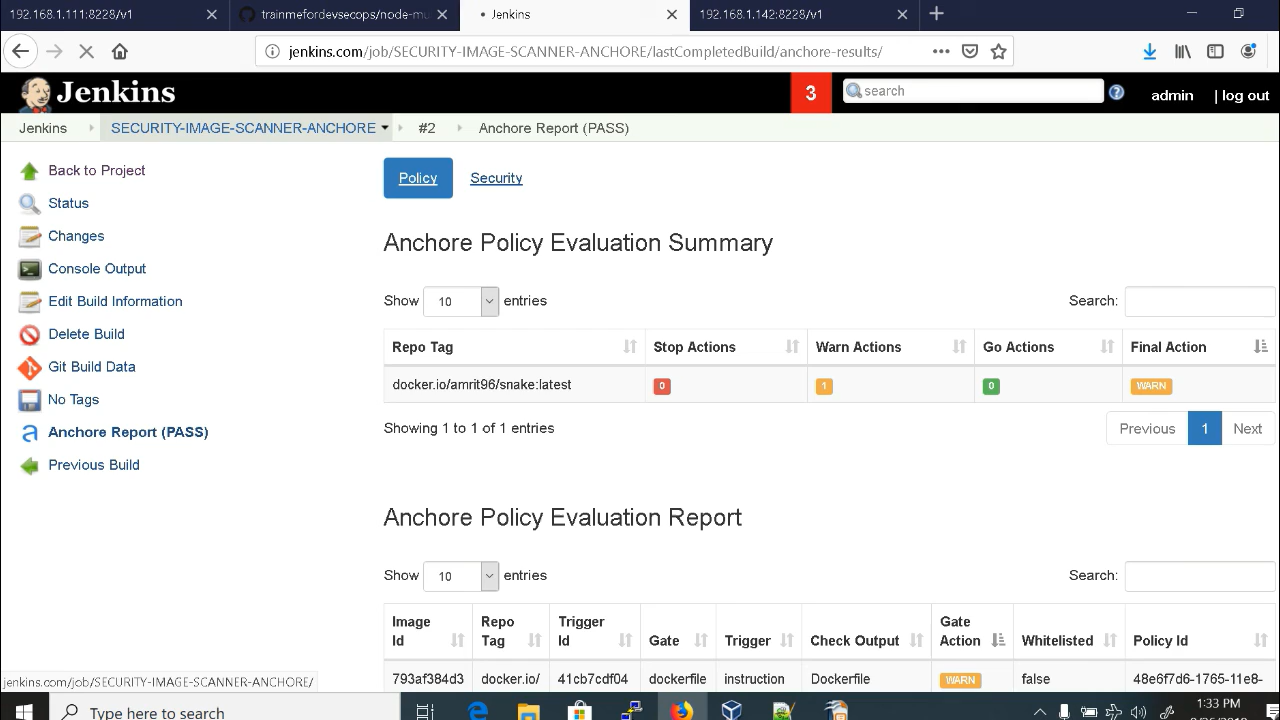 192.168.1.111:8228/v1
trainmefordevsecops/node-mu
Jenkins
192.168.1.142:8228/v1
jenkins.com/job/SECURITY-IMAGE-SCANNER-ANCHORE/lastCompletedBuild/anchore-results/
Jenkins
3
search
admin
| log out
Jenkins
SECURITY-IMAGE-SCANNER-ANCHORE
#2
Anchore Report (PASS)
Back to Project
Status
Changes
Console Output
Edit Build Information
Delete Build
Git Build Data
No Tags
Anchore Report (PASS)
Previous Build
Policy
Security
Anchore Policy Evaluation Summary
Show 10 entries
Search:
Repo Tag Stop Actions Warn Actions Go Actions Final Action
docker.io/amrit96/snake:latest 0 1 0 WARN
Showing 1 to 1 of 1 entries
Previous 1 Next
Anchore Policy Evaluation Report
Show 10 entries
Search:
Image Repo Trigger Gate
Id Tag Id Gate Trigger Check Output Action Whitelisted Policy Id
793af384d3 docker.io/ 41cb7cdf04 dockerfile instruction Dockerfile WARN false 48e6f7d6-1765-11e8-
jenkins.com/job/SECURITY-IMAGE-SCANNER-ANCHORE/
Type here to search
1:33 PM